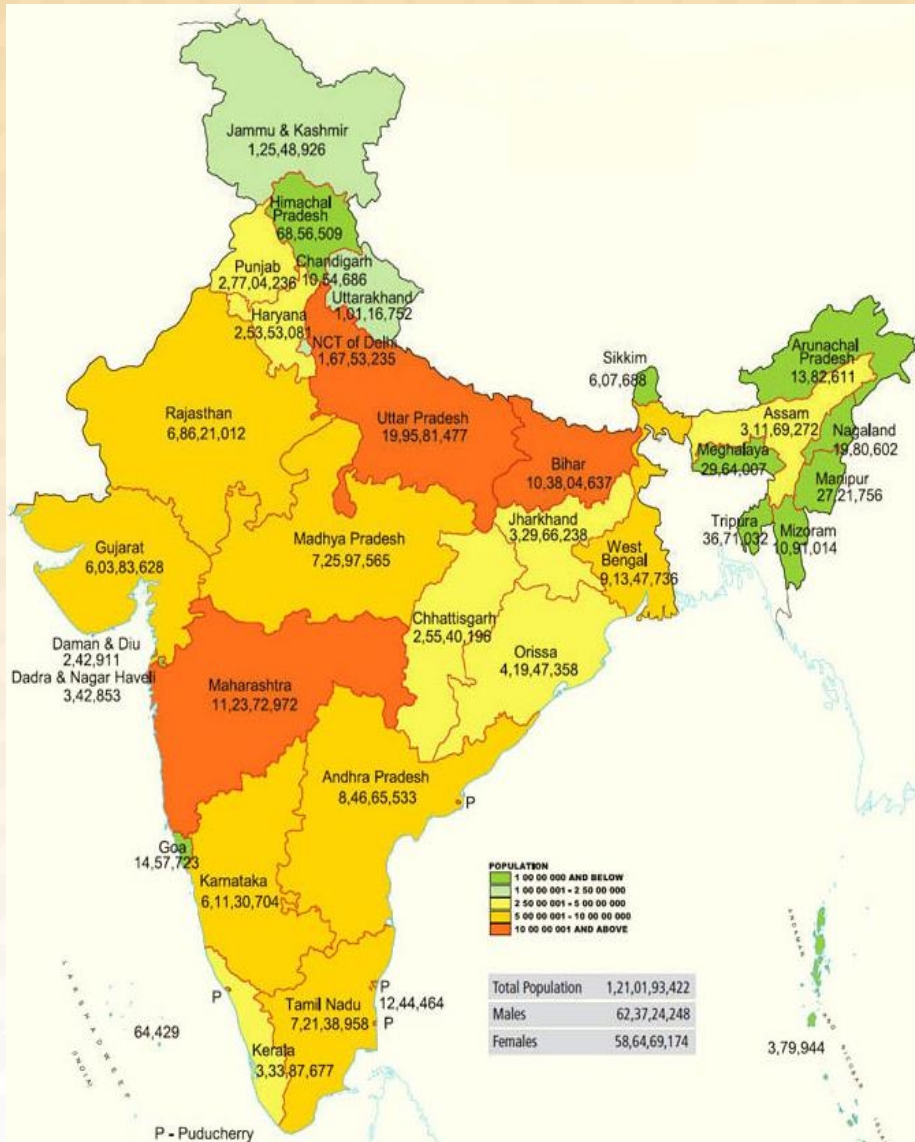 Jammu & Kashmir
1,25,48,926
Himachal
Pradesh
68,56,509
Punjab
2,77,04,236
Chandigarh
10,54,686
Uttarakhand
1,01,16,752
Haryana
2,53,53,081
NCT of Delhi
1,67,53,235
Sikkim
6,07,688
Arunachal
Pradesh
13,82,611
Rajasthan
6,86,21,012
Uttar Pradesh
19,95,81,477
Assam
3,11,69,272
Nagaland
19,80,602
Meghalaya
29,64,007
Bihar
10,38,04,637
Manipur
27,21,756
Jharkhand
3,29,66,238
Tripura
36,71,032
Mizoram
10,91,014
Gujarat
6,03,83,628
Madhya Pradesh
7,25,97,565
West
Bengal
9,13,47,736
Chhattisgarh
2,55,40,196
Daman & Diu
2,42,911
Dadra & Nagar Haveli
3,42,853
Orissa
4,19,47,358
Maharashtra
11,23,72,972
Andhra Pradesh
8,46,65,533
P
Goa
14,57,723
Karnataka
6,11,30,704
POPULATION
1 00 00 000 AND BELOW
1 00 00 001 - 2 50 00 000
2 50 00 001 - 5 00 00 000
5 00 00 001 - 10 00 00 000
10 00 00 001 AND ABOVE
Total Population 1,21,01,93,422
Males 62,37,24,248
Females 58,64,69,174
P
P
12,44,464
Tamil Nadu
7,21,38,958
P
64,429
Kerala
3,33,87,677
3,79,944
LAKSHADWEEP
(INDIA)
ANDAMAN
AND
NICOBAR
P - Puducherry